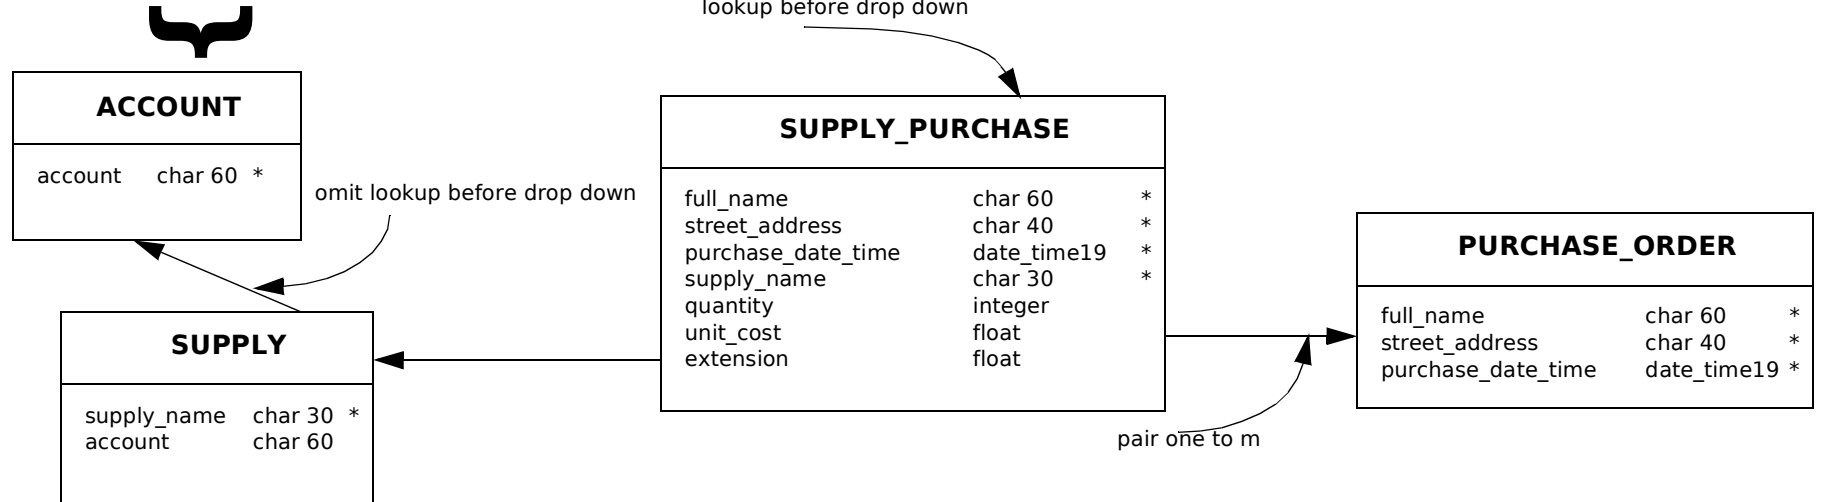 lookup before drop down
ACCOUNT
account char 60 *
omit lookup before drop down
SUPPLY_PURCHASE
full_name char 60 *
street_address char 40 *
purchase_date_time date_time19 *
supply_name char 30 *
quantity integer
unit_cost float
extension float
PURCHASE_ORDER
full_name char 60 *
street_address char 40 *
purchase_date_time date_time19 *
pair one to m
SUPPLY
supply_name char 30 *
account char 60